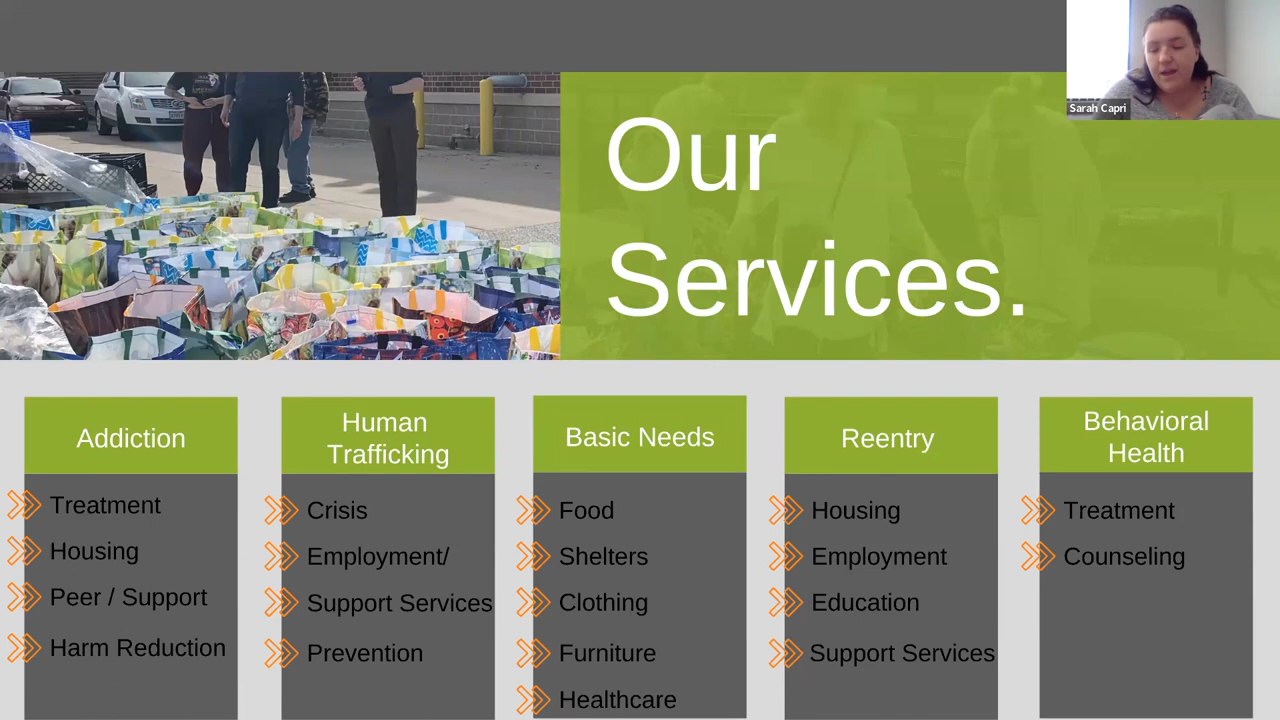 Sarah Capri
Our
Services.
Addiction
Treatment
Housing
Peer / Support
Harm Reduction
Human
Trafficking
Crisis
Employment/
Support Services
Prevention
Basic Needs
Food
Shelters
Clothing
Furniture
Healthcare
Reentry
Housing
Employment
Education
Support Services
Behavioral
Health
Treatment
Counseling